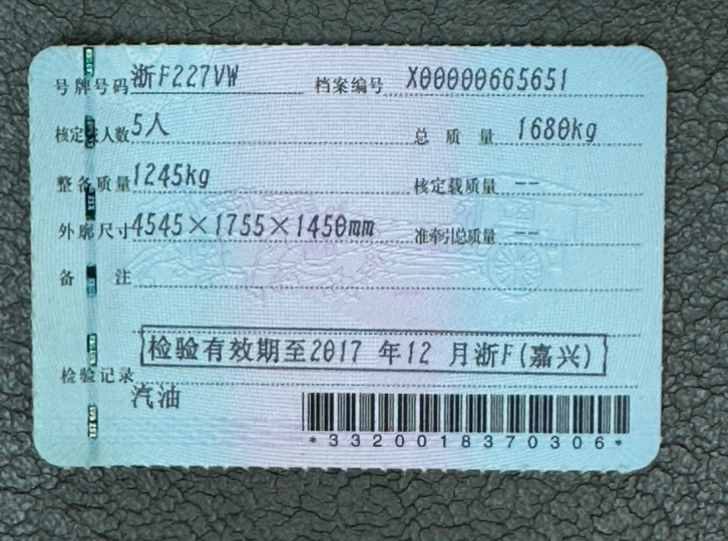 号牌号码 浙F227VW 档案编号 X00000665651
核定载人数 5人 总质量 1680kg
整备质量 1245kg 核定载质量 --
外廓尺寸 4545×1755×1450mm 准牵引总质量 --
备注
检验有效期至2017 年12 月浙F(嘉兴)
检验记录
汽油
*3320018370306*